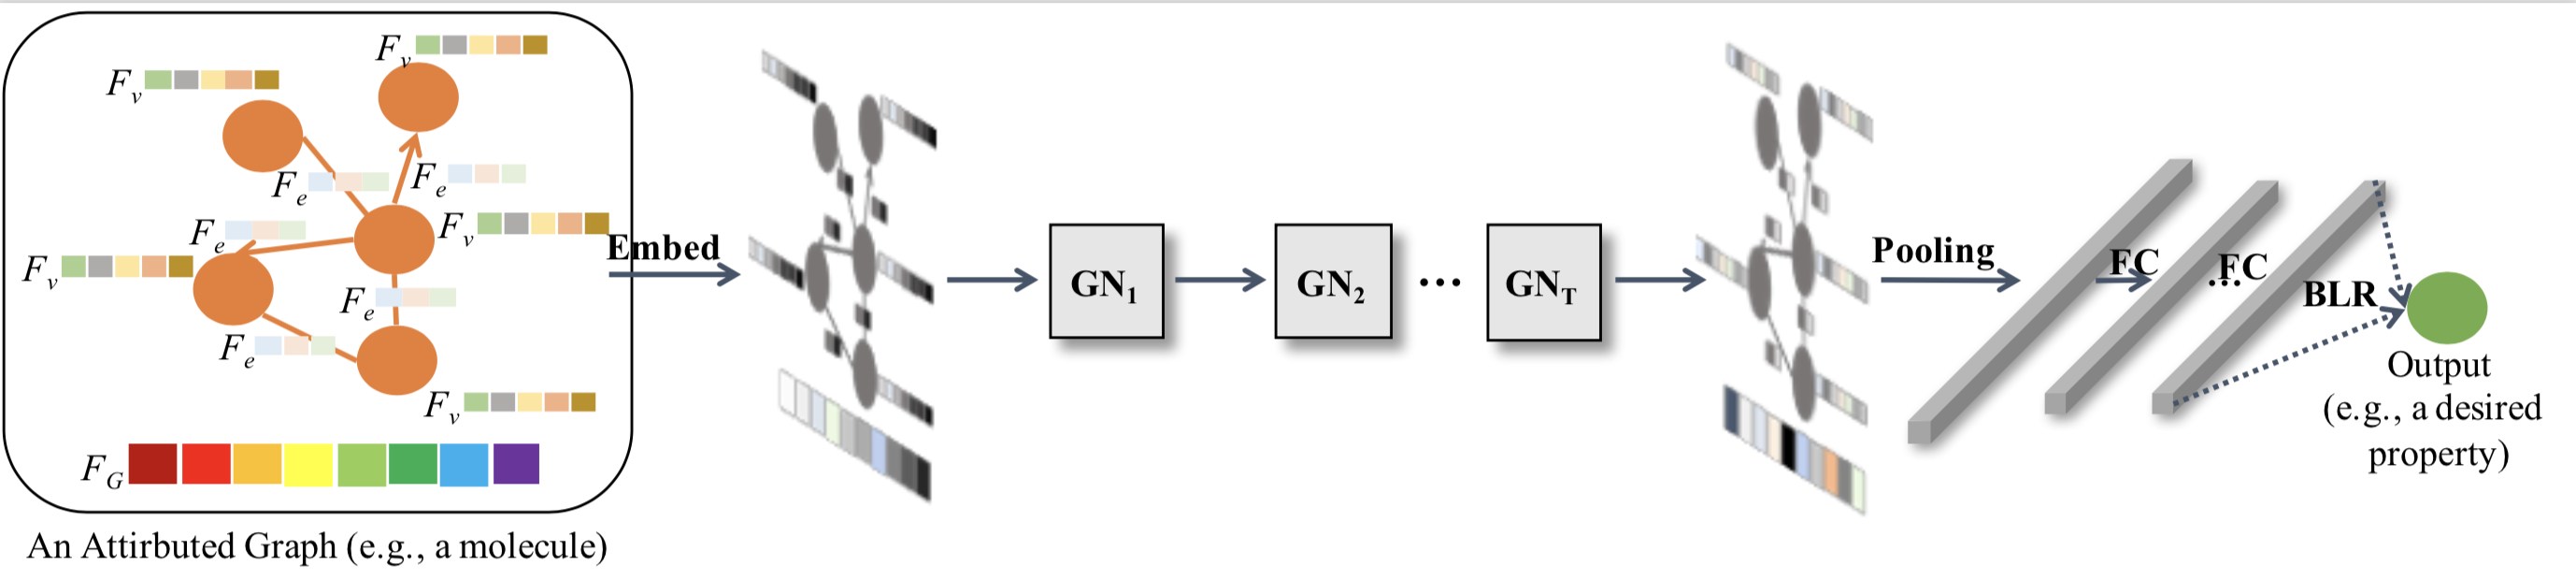 F_v
F_v
F_e
F_e
F_e
F_v
F_v
F_e
F_e
F_v
F_G
An Attirbuted Graph (e.g., a molecule)
Embed
GN_1
GN_2
...
GN_T
Pooling
FC
FC
...
BLR
Output
(e.g., a desired
property)